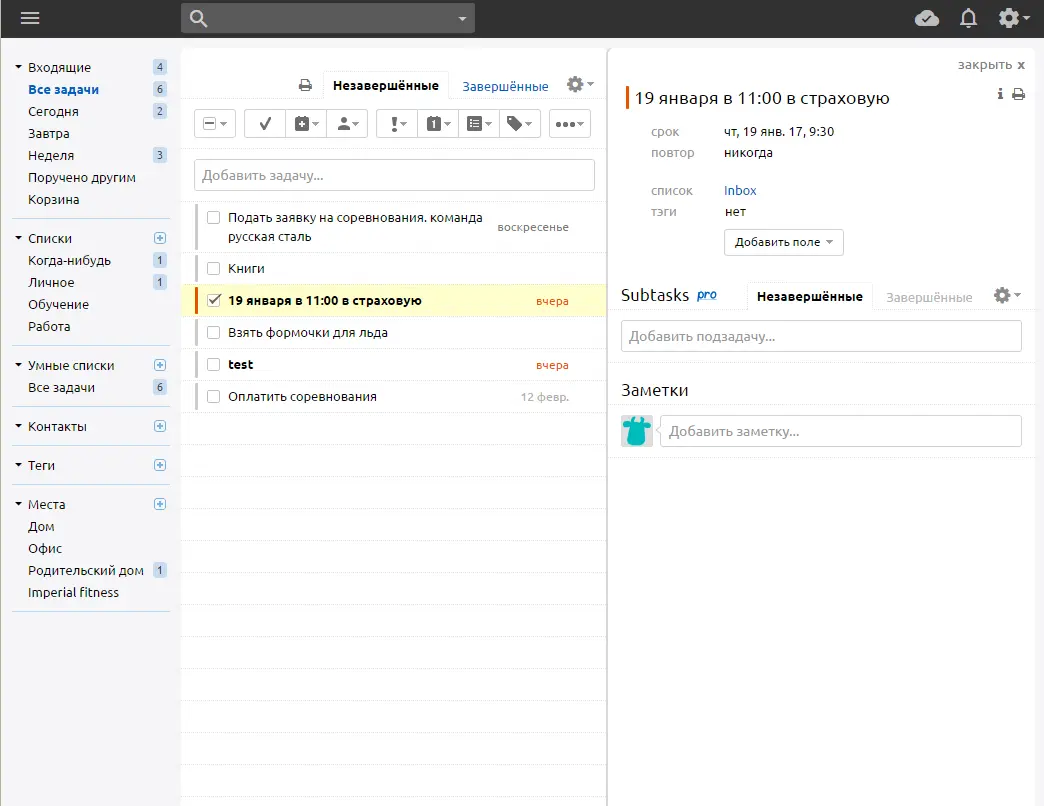 Входящие 4
Все задачи 6
Сегодня 2
Завтра
Неделя 3
Поручено другим
Корзина
Списки
Когда-нибудь 1
Личное 1
Обучение
Работа
Умные списки
Все задачи 6
Контакты
Теги
Места
Дом
Офис
Родительский дом 1
Imperial fitness
Незавершённые Завершённые
1
Добавить задачу...
Подать заявку на соревнования. команда
русская сталь воскресенье
Книги
19 января в 11:00 в страховую вчера
Взять формочки для льда
test вчера
Оплатить соревнования 12 февр.
закрыть x
19 января в 11:00 в страховую
срок чт, 19 янв. 17, 9:30
повтор никогда
список Inbox
тэги нет
Добавить поле
Subtasks pro Незавершённые Завершённые
Добавить подзадачу...
Заметки
Добавить заметку...